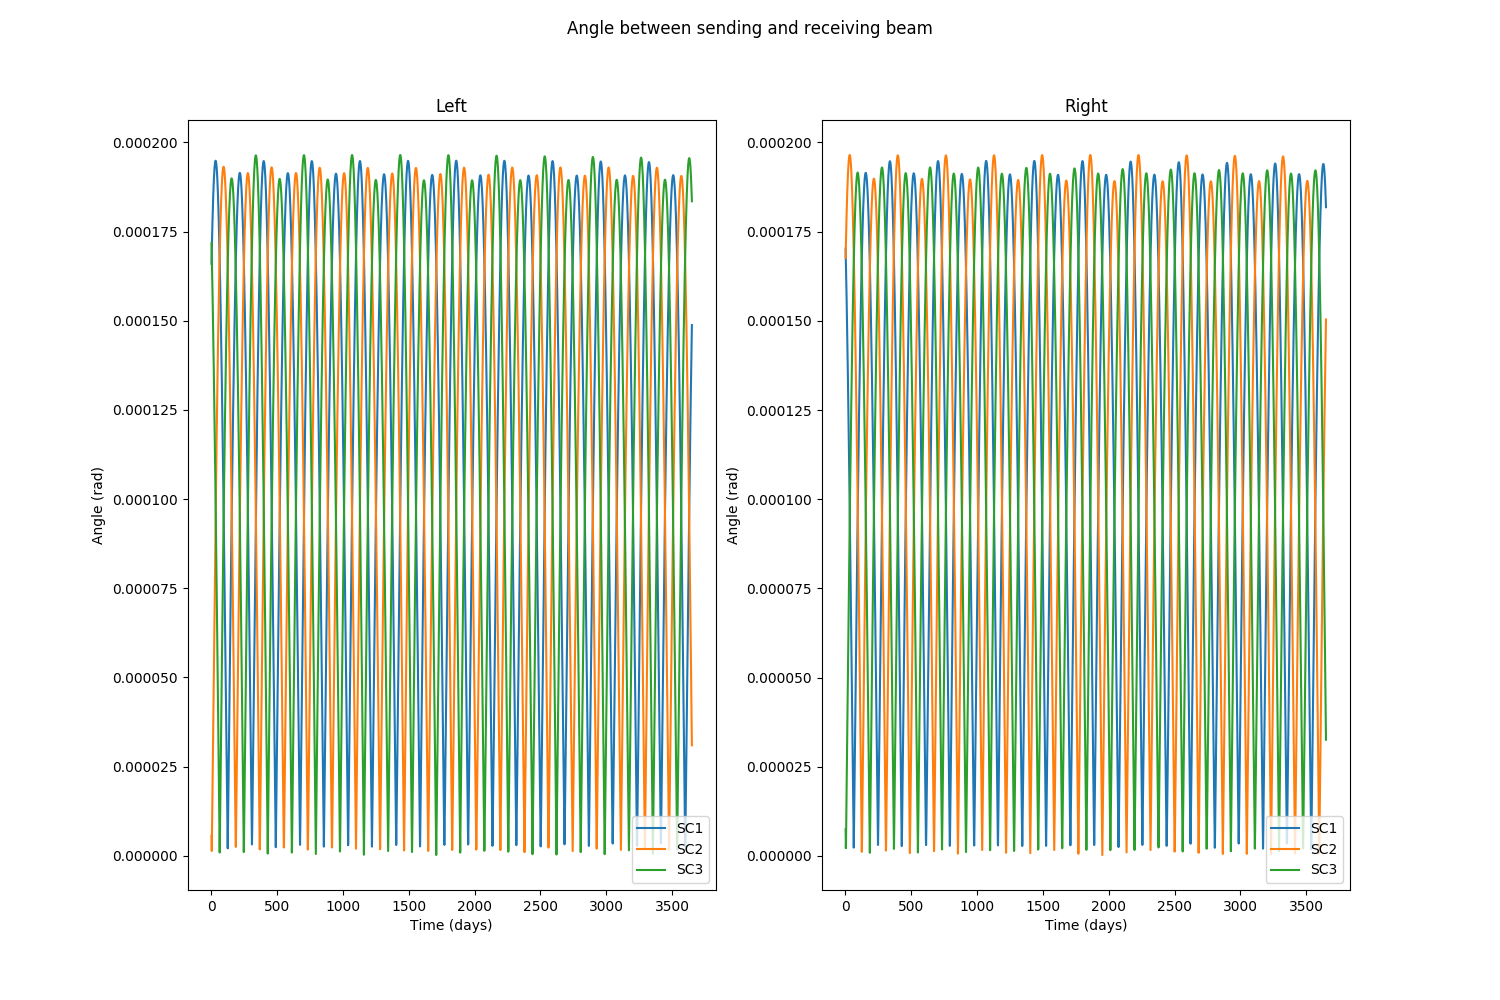 Angle between sending and receiving beam
Left
0.000200
0.000175
0.000150
0.000125
0.000100
0.000075
0.000050
0.000025
0.000000
Angle (rad)
0 500 1000 1500 2000 2500 3000 3500
Time (days)
SC1
SC2
SC3
Right
0.000200
0.000175
0.000150
0.000125
0.000100
0.000075
0.000050
0.000025
0.000000
Angle (rad)
0 500 1000 1500 2000 2500 3000 3500
Time (days)
SC1
SC2
SC3